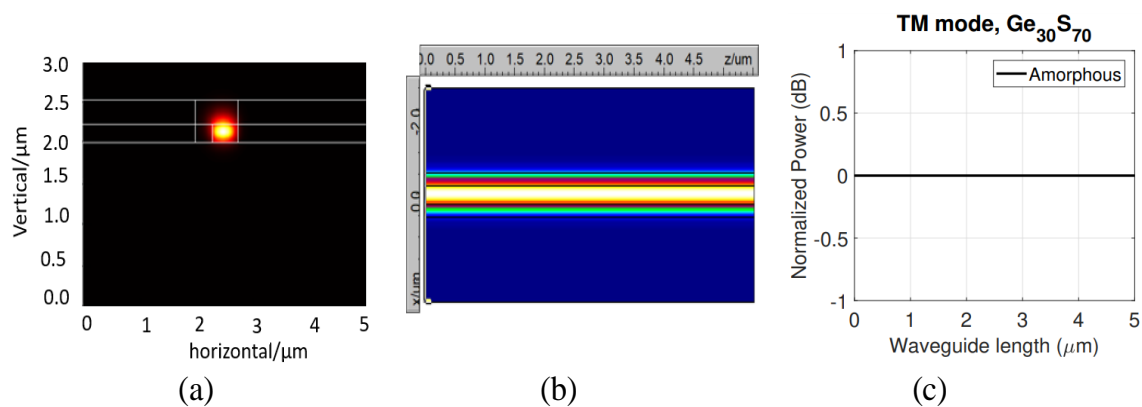 3.0
2.5
2.0
1.5
1.0
0.5
0.0
Vertical/μm
0 1 2 3 4 5
horizontal/μm
(a)
0.0 0.5 1.0 1.5 2.0 2.5 3.0 3.5 4.0 4.5 z/um
-2.0
0.0
x/um
(b)
TM mode, Ge30S70
1
0.5
0
-0.5
-1
Normalized Power (dB)
Amorphous
0 1 2 3 4 5
Waveguide length (μm)
(c)